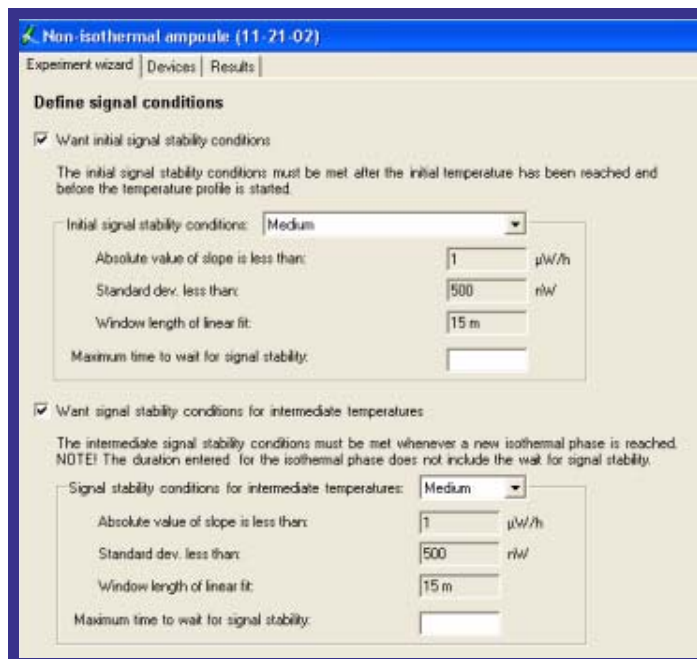 Non-isothermal ampoule (11-21-02)
Experiment wizard Devices Results
Define signal conditions
Want initial signal stability conditions
The initial signal stability conditions must be met after the initial temperature has been reached and
before the temperature profile is started.
Initial signal stability conditions: Medium
Absolute value of slope is less than: 1 µW/h
Standard dev. less than: 500 nW
Window length of linear fit: 15 m
Maximum time to wait for signal stability:
Want signal stability conditions for intermediate temperatures
The intermediate signal stability conditions must be met whenever a new isothermal phase is reached.
NOTE! The duration entered for the isothermal phase does not include the wait for signal stability.
Signal stability conditions for intermediate temperatures: Medium
Absolute value of slope is less than: 1 µW/h
Standard dev. less than: 500 nW
Window length of linear fit: 15 m
Maximum time to wait for signal stability: